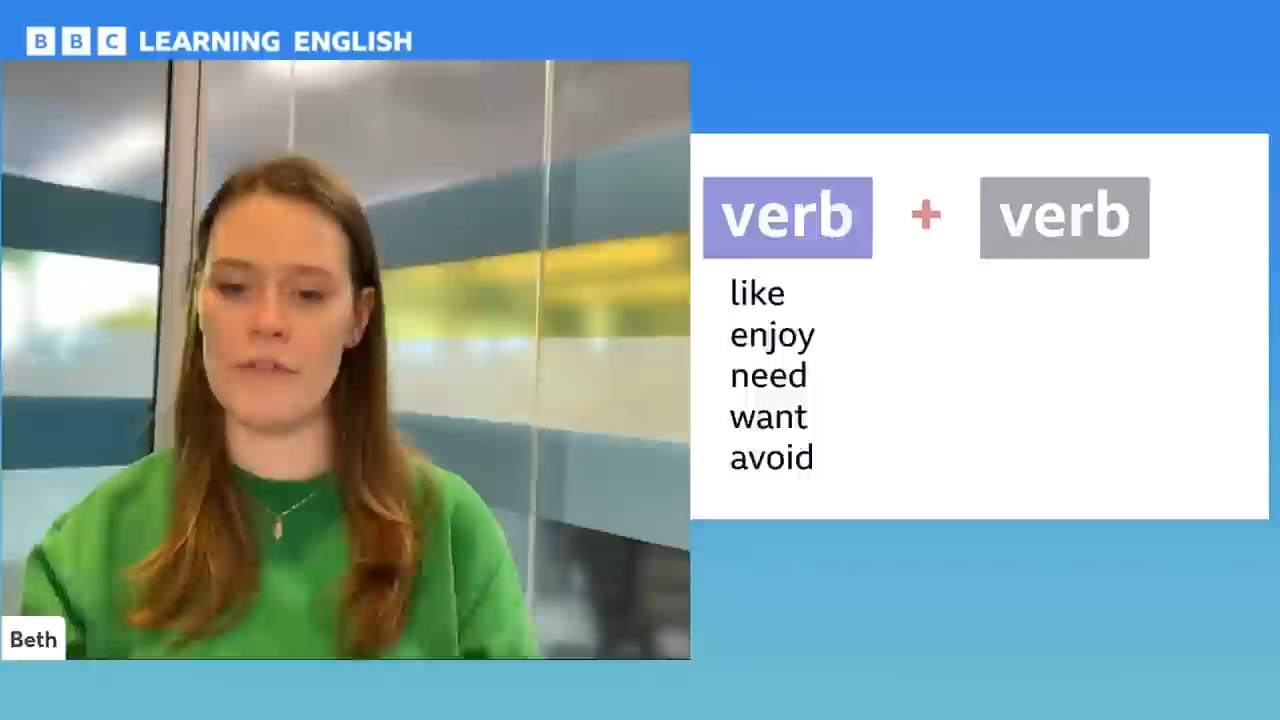 BBC LEARNING ENGLISH
verb + verb
like
enjoy
need
want
avoid
Beth